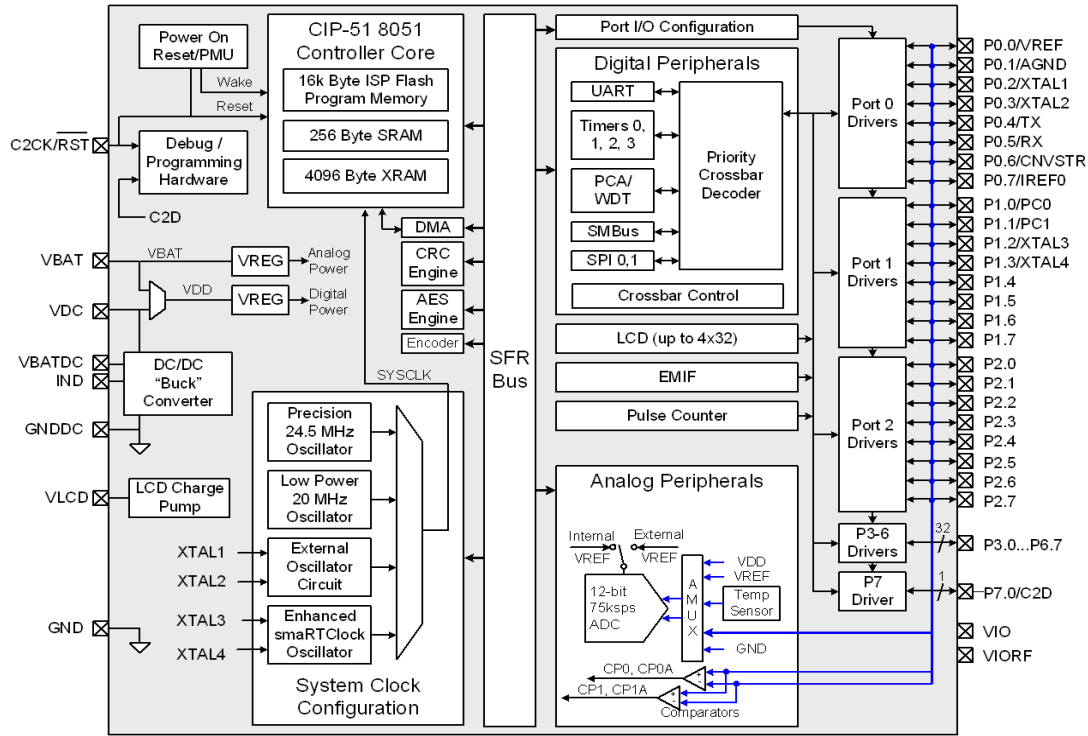 Power On
Reset/PMU
Wake
Reset
C2CK/RST
Debug /
Programming
Hardware
C2D
VBAT
VBAT
VREG
Analog
Power
VDD
VREG
Digital
Power
VDC
VBATDC
IND
DC/DC
“Buck”
Converter
GNDDC
VLCD
LCD Charge
Pump
XTAL1
XTAL2
XTAL3
XTAL4
GND
CIP-51 8051
Controller Core
16k Byte ISP Flash
Program Memory
256 Byte SRAM
4096 Byte XRAM
DMA
CRC
Engine
AES
Engine
Encoder
SYSCLK
Precision
24.5 MHz
Oscillator
Low Power
20 MHz
Oscillator
External
Oscillator
Circuit
Enhanced
smaRTClock
Oscillator
System Clock
Configuration
SFR
Bus
Port I/O Configuration
Digital Peripherals
UART
Timers 0,
1, 2, 3
PCA/
WDT
SMBus
SPI 0,1
Priority
Crossbar
Decoder
Crossbar Control
LCD (up to 4x32)
EMIF
Pulse Counter
Analog Peripherals
Internal
VREF
External
VREF
12-bit
75ksps
ADC
A
M
U
X
VDD
VREF
Temp
Sensor
GND
CP0, CP0A
+
-
CP1, CP1A
+
-
Comparators
Port 0
Drivers
Port 1
Drivers
Port 2
Drivers
P3-6
Drivers
P7
Driver
32
1
P0.0/VREF
P0.1/AGND
P0.2/XTAL1
P0.3/XTAL2
P0.4/TX
P0.5/RX
P0.6/CNVSTR
P0.7/IREF0
P1.0/PC0
P1.1/PC1
P1.2/XTAL3
P1.3/XTAL4
P1.4
P1.5
P1.6
P1.7
P2.0
P2.1
P2.2
P2.3
P2.4
P2.5
P2.6
P2.7
P3.0...P6.7
P7.0/C2D
VIO
VIORF